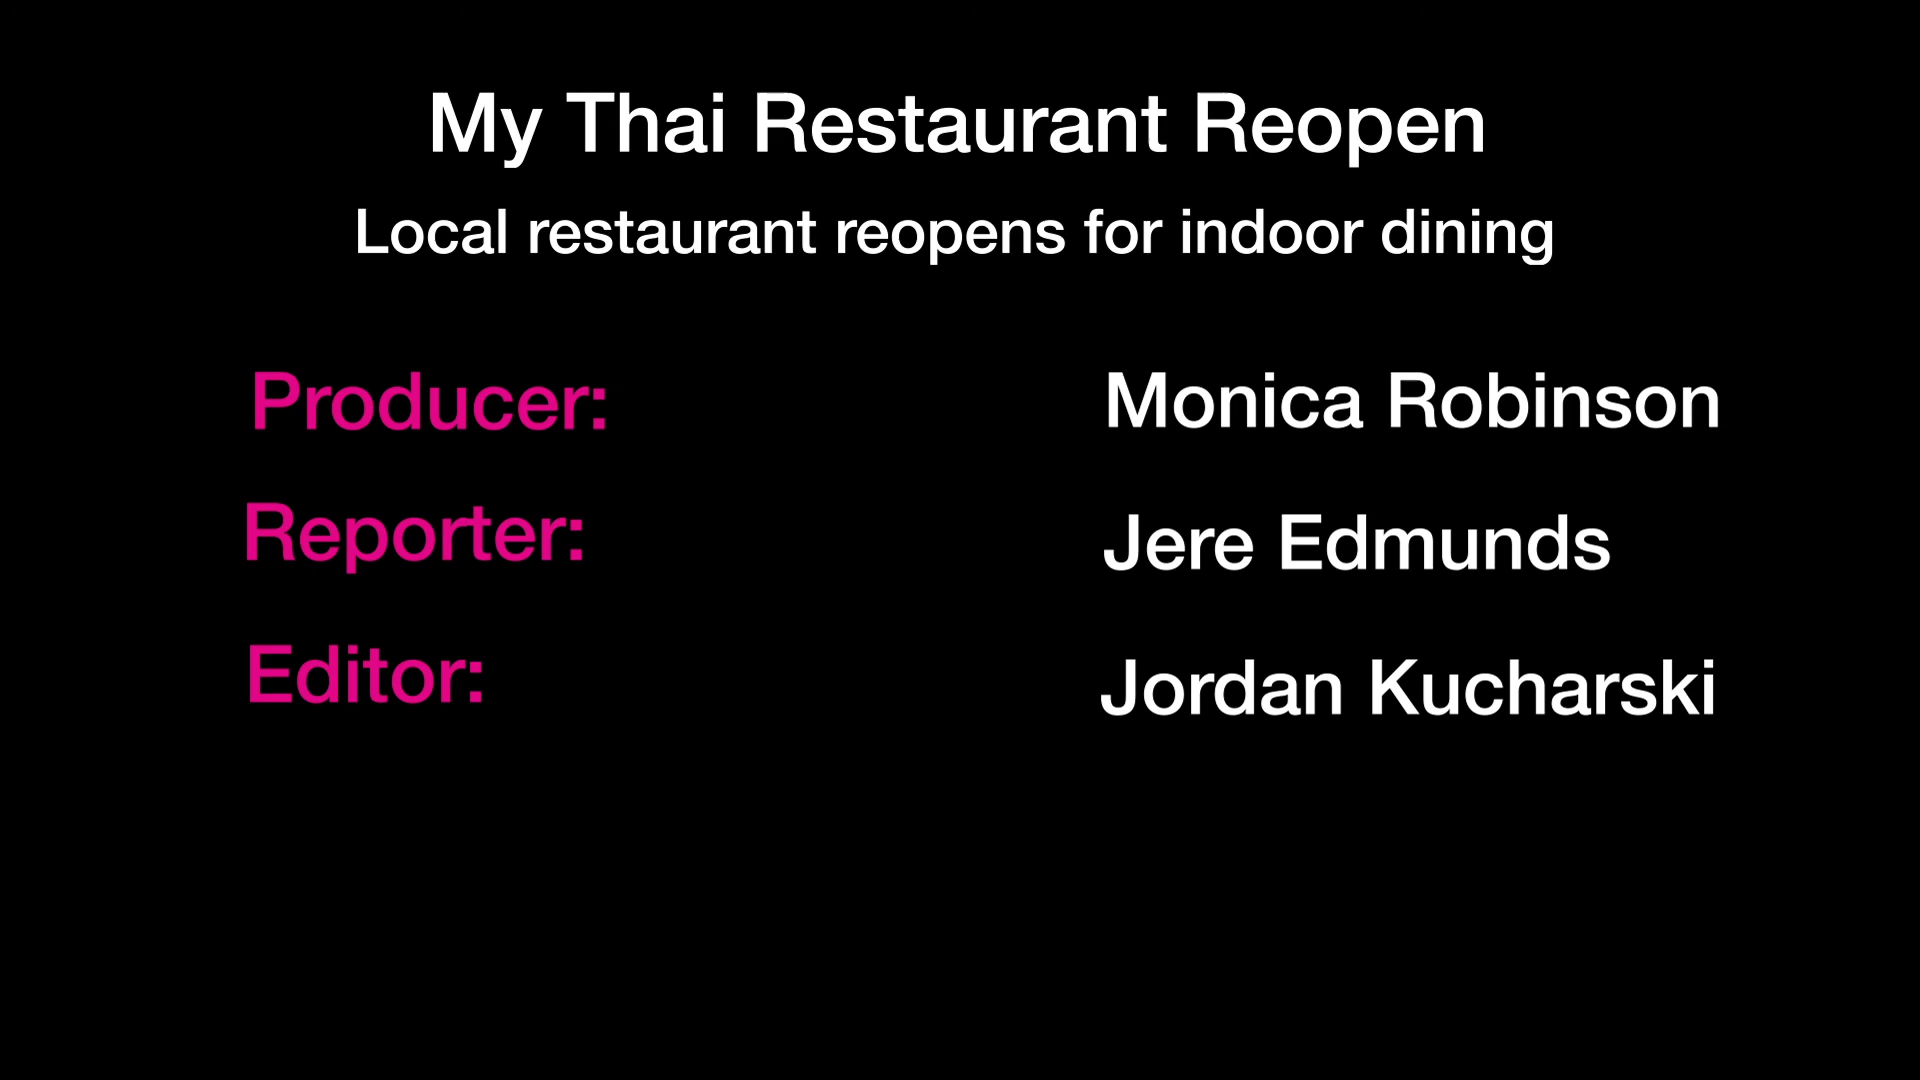 My Thai Restaurant Reopen
Local restaurant reopens for indoor dining
Producer: Monica Robinson
Reporter: Jere Edmunds
Editor: Jordan Kucharski